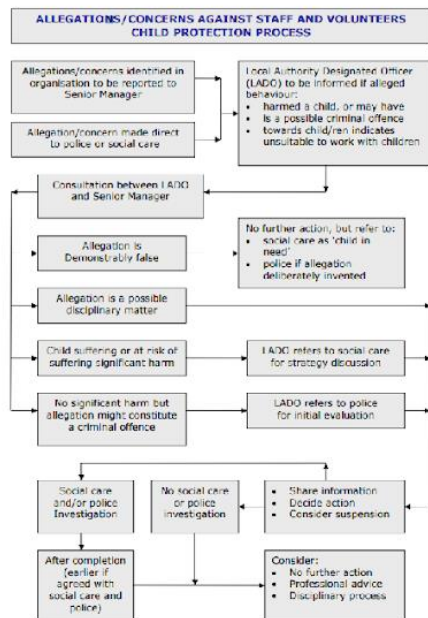 ALLEGATIONS/CONCERNS AGAINST STAFF AND VOLUNTEERS
CHILD PROTECTION PROCESS
Allegations/concerns identified in
organisation to be reported to
Senior Manager
Allegation/concern made direct
to police or social care
Local Authority Designated Officer
(LADO) to be informed if alleged
behaviour:
• harmed a child, or may have
• is a possible criminal offence
• towards child/ren indicates
unsuitable to work with children
Consultation between LADO
and Senior Manager
Allegation is
Demonstrably false
No further action, but refer to:
• social care as 'child in
need'
• police if allegation
deliberately invented
Allegation is a possible
disciplinary matter
Child suffering or at risk of
suffering significant harm
LADO refers to social care
for strategy discussion
No significant harm but
allegation might constitute
a criminal offence
LADO refers to police
for initial evaluation
Social care
and/or police
Investigation
No social care
or police
investigation
• Share information
• Decide action
• Consider suspension
After completion
(earlier if
agreed with
social care and
police)
Consider:
• No further action
• Professional advice
• Disciplinary process